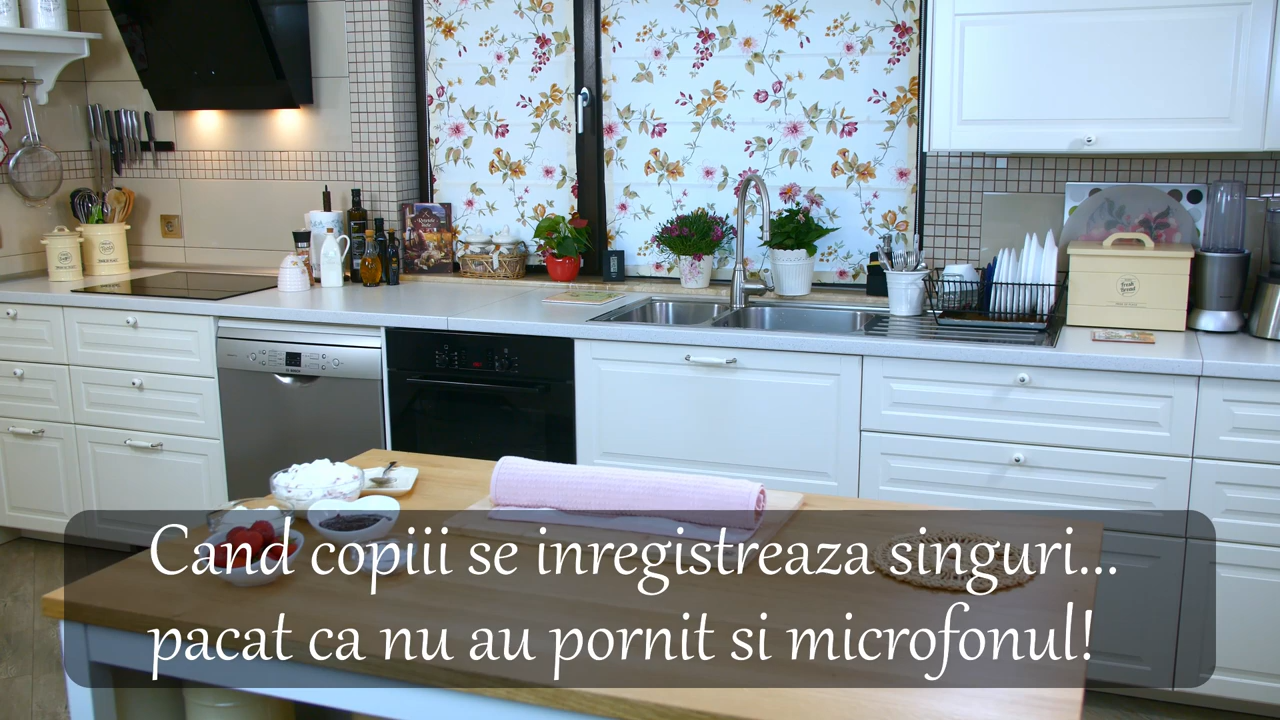 Cand copiii se inregistreaza singuri...
pacat ca nu au pornit si microfonul!